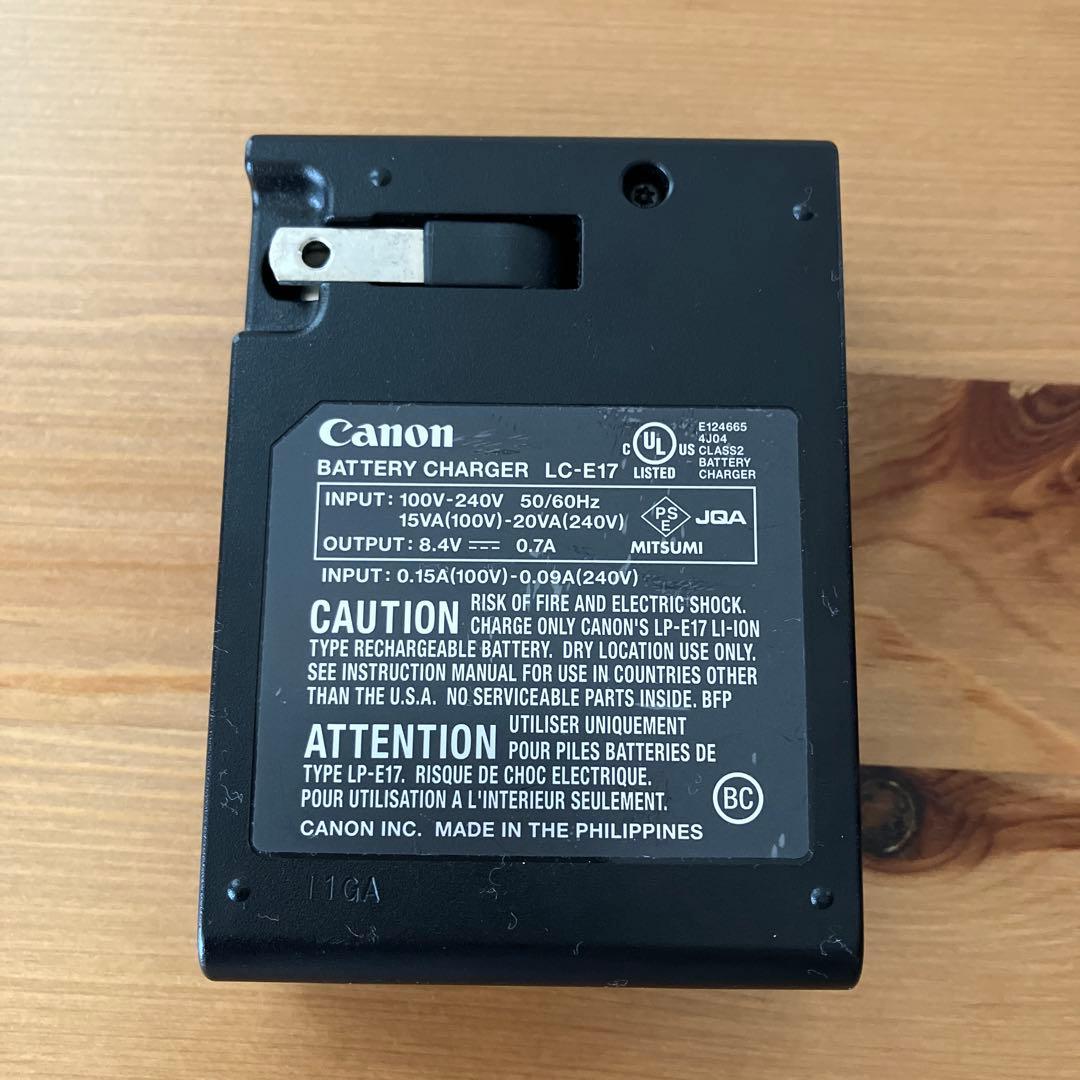 Canon
BATTERY CHARGER LC-E17
C UL US LISTED
E124665
4J04
CLASS2
BATTERY
CHARGER
INPUT: 100V-240V 50/60Hz
15VA(100V)-20VA(240V)
OUTPUT: 8.4V ⎓ 0.7A
PS
E
JQA
MITSUMI
INPUT: 0.15A(100V)-0.09A(240V)
CAUTION RISK OF FIRE AND ELECTRIC SHOCK.
CHARGE ONLY CANON'S LP-E17 LI-ION
TYPE RECHARGEABLE BATTERY. DRY LOCATION USE ONLY.
SEE INSTRUCTION MANUAL FOR USE IN COUNTRIES OTHER
THAN THE U.S.A. NO SERVICEABLE PARTS INSIDE. BFP
ATTENTION UTILISER UNIQUEMENT
POUR PILES BATTERIES DE
TYPE LP-E17. RISQUE DE CHOC ELECTRIQUE.
POUR UTILISATION A L'INTERIEUR SEULEMENT.
BC
CANON INC. MADE IN THE PHILIPPINES
I1GA